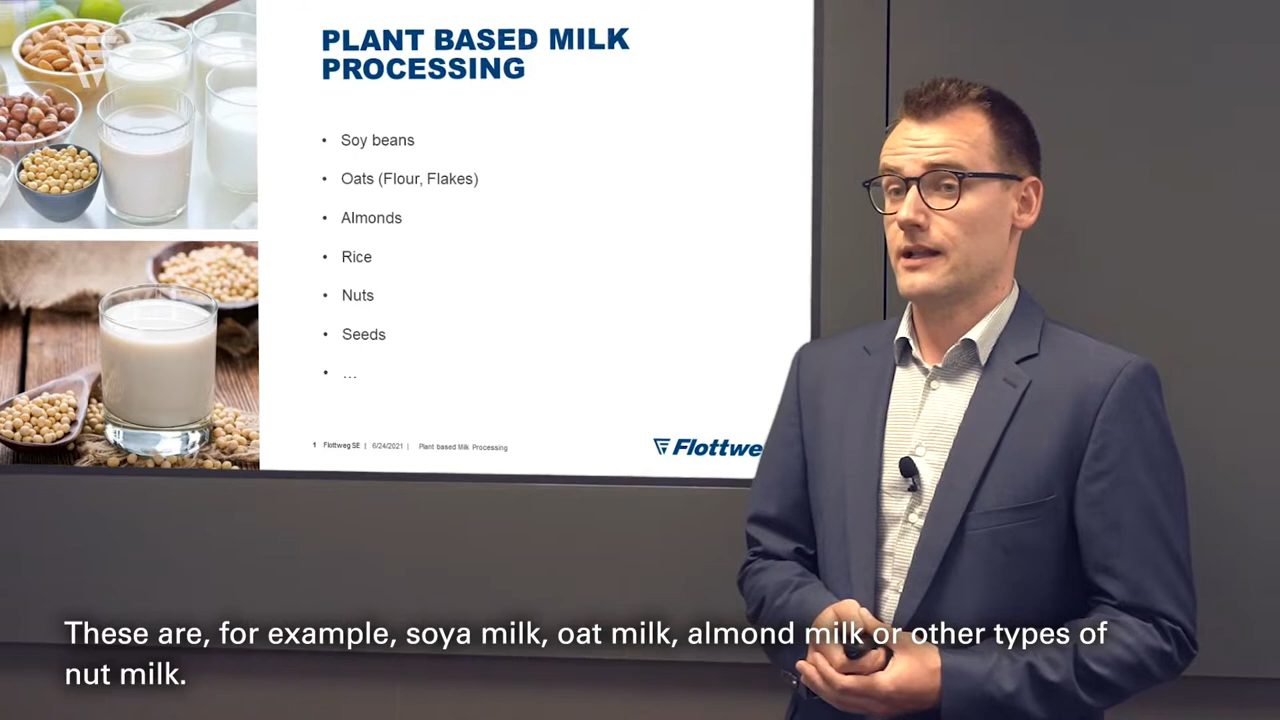 PLANT BASED MILK
PROCESSING
• Soy beans
• Oats (Flour, Flakes)
• Almonds
• Rice
• Nuts
• Seeds
• ...
1 Flottweg SE | 6/24/2021 | Plant based Milk Processing
Flottwe
These are, for example, soya milk, oat milk, almond milk or other types of
nut milk.